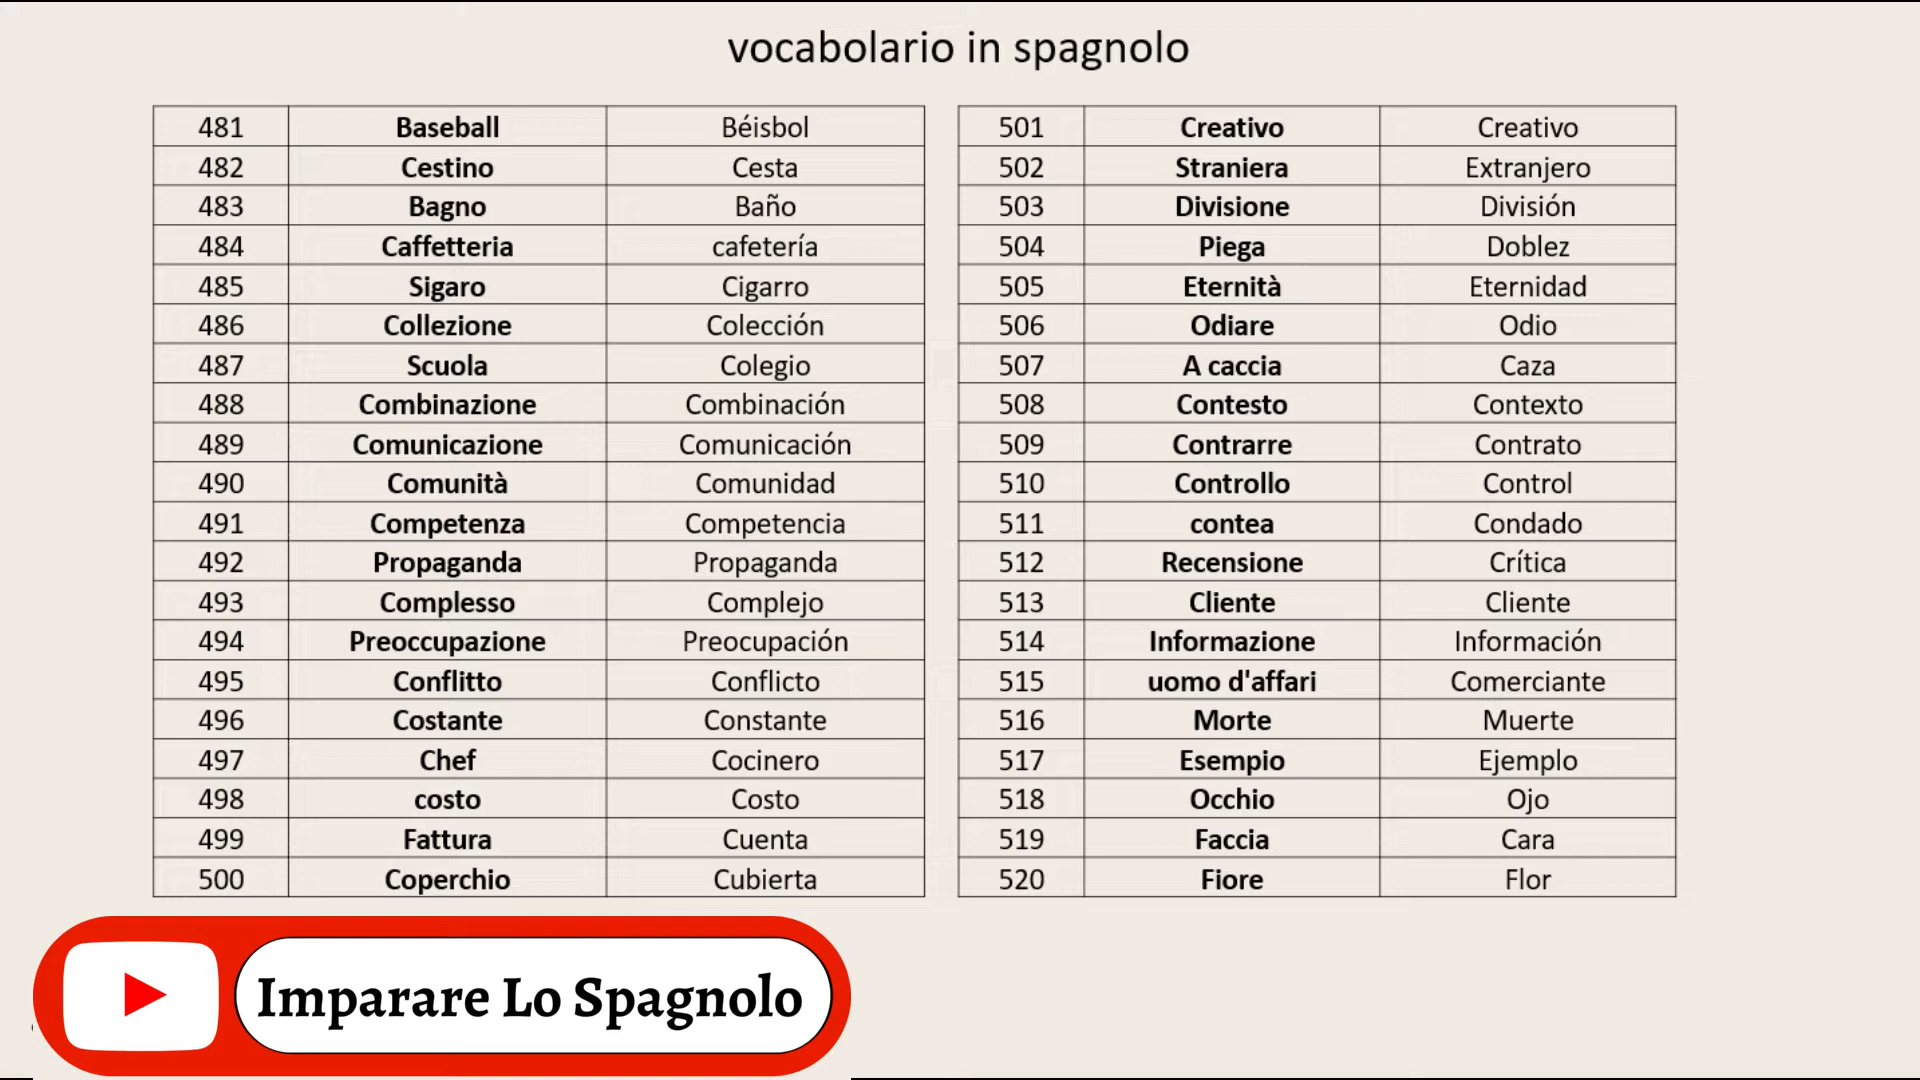 vocabolario in spagnolo
481 Baseball Béisbol
482 Cestino Cesta
483 Bagno Baño
484 Caffetteria cafetería
485 Sigaro Cigarro
486 Collezione Colección
487 Scuola Colegio
488 Combinazione Combinación
489 Comunicazione Comunicación
490 Comunità Comunidad
491 Competenza Competencia
492 Propaganda Propaganda
493 Complesso Complejo
494 Preoccupazione Preocupación
495 Conflitto Conflicto
496 Costante Constante
497 Chef Cocinero
498 costo Costo
499 Fattura Cuenta
500 Coperchio Cubierta
501 Creativo Creativo
502 Straniera Extranjero
503 Divisione División
504 Piega Doblez
505 Eternità Eternidad
506 Odiare Odio
507 A caccia Caza
508 Contesto Contexto
509 Contrarre Contrato
510 Controllo Control
511 contea Condado
512 Recensione Crítica
513 Cliente Cliente
514 Informazione Información
515 uomo d'affari Comerciante
516 Morte Muerte
517 Esempio Ejemplo
518 Occhio Ojo
519 Faccia Cara
520 Fiore Flor
Imparare Lo Spagnolo